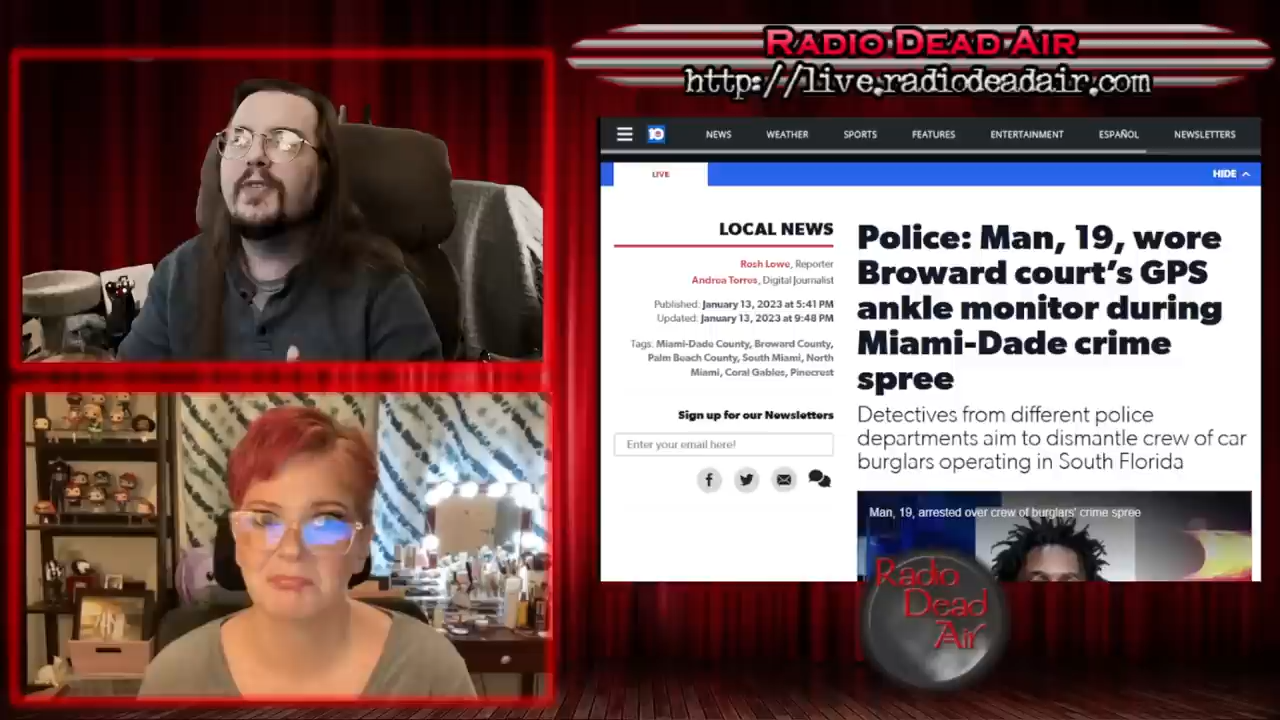 RADIO DEAD AIR
http://live.radiodeadair.com
10
NEWS
WEATHER
SPORTS
FEATURES
ENTERTAINMENT
ESPAÑOL
NEWSLETTERS
LIVE
HIDE
LOCAL NEWS
Rosh Lowe, Reporter
Andrea Torres, Digital Journalist
Published: January 13, 2023 at 5:41 PM
Updated: January 13, 2023 at 9:48 PM
Tags: Miami-Dade County, Broward County,
Palm Beach County, South Miami, North
Miami, Coral Gables, Pinecrest
Sign up for our Newsletters
Enter your email here!
Police: Man, 19, wore
Broward court’s GPS
ankle monitor during
Miami-Dade crime
spree
Detectives from different police
departments aim to dismantle crew of car
burglars operating in South Florida
Man, 19, arrested over crew of burglars' crime spree
Radio
Dead
Air